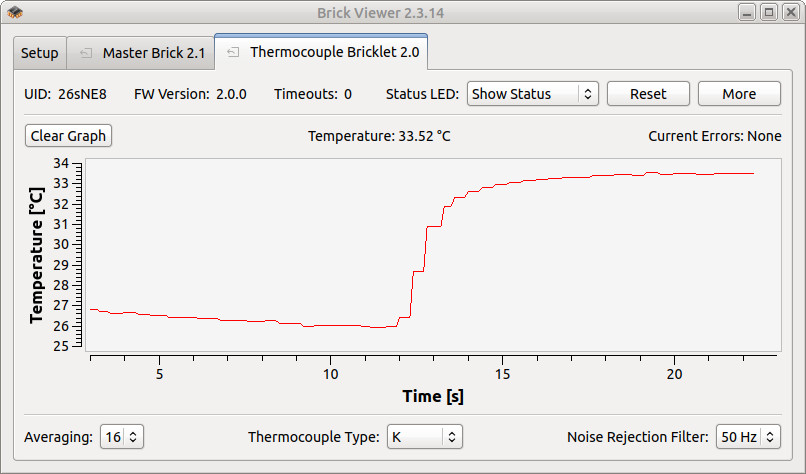 Brick Viewer 2.3.14
Setup Master Brick 2.1 Thermocouple Bricklet 2.0
UID: 26sNE8 FW Version: 2.0.0 Timeouts: 0 Status LED: Show Status Reset More
Clear Graph Temperature: 33.52 °C Current Errors: None
34
33
32
31
30
29
28
27
26
25
Temperature [°C]
5 10 15 20
Time [s]
Averaging: 16 Thermocouple Type: K Noise Rejection Filter: 50 Hz